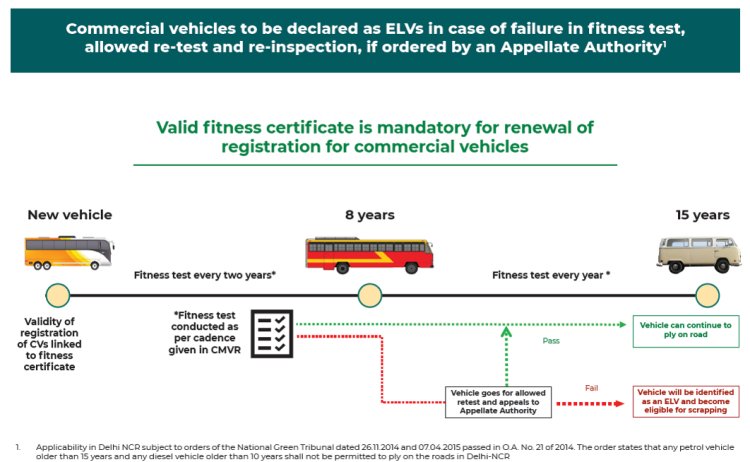 Commercial vehicles to be declared as ELVs in case of failure in fitness test,
allowed re-test and re-inspection, if ordered by an Appellate Authority¹
Valid fitness certificate is mandatory for renewal of
registration for commercial vehicles
New vehicle
8 years
15 years
Fitness test every two years*
Fitness test every year *
Validity of
registration
of CVs linked
to fitness
certificate
*Fitness test
conducted as
per cadence
given in CMVR
Pass
Vehicle can continue to
ply on road
Vehicle goes for allowed
retest and appeals to
Appellate Authority
Fail
Vehicle will be identified
as an ELV and become
eligible for scrapping
1. Applicability in Delhi NCR subject to orders of the National Green Tribunal dated 26.11.2014 and 07.04.2015 passed in O.A. No. 21 of 2014. The order states that any petrol vehicle
older than 15 years and any diesel vehicle older than 10 years shall not be permitted to ply on the roads in Delhi-NCR